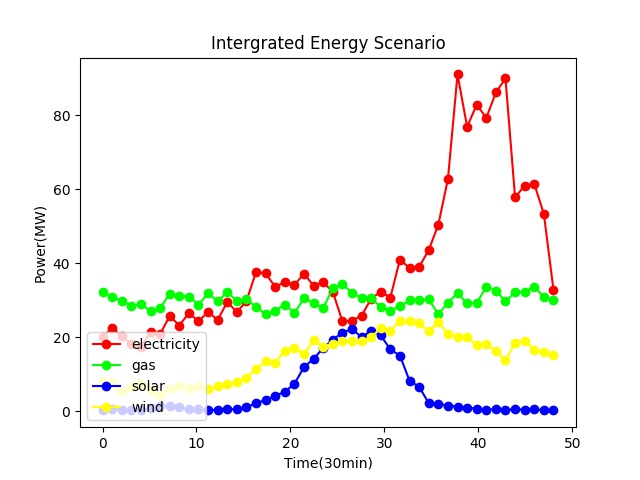 Intergrated Energy Scenario
Power(MW)
80
60
40
20
0
electricity
gas
solar
wind
0 10 20 30 40 50
Time(30min)